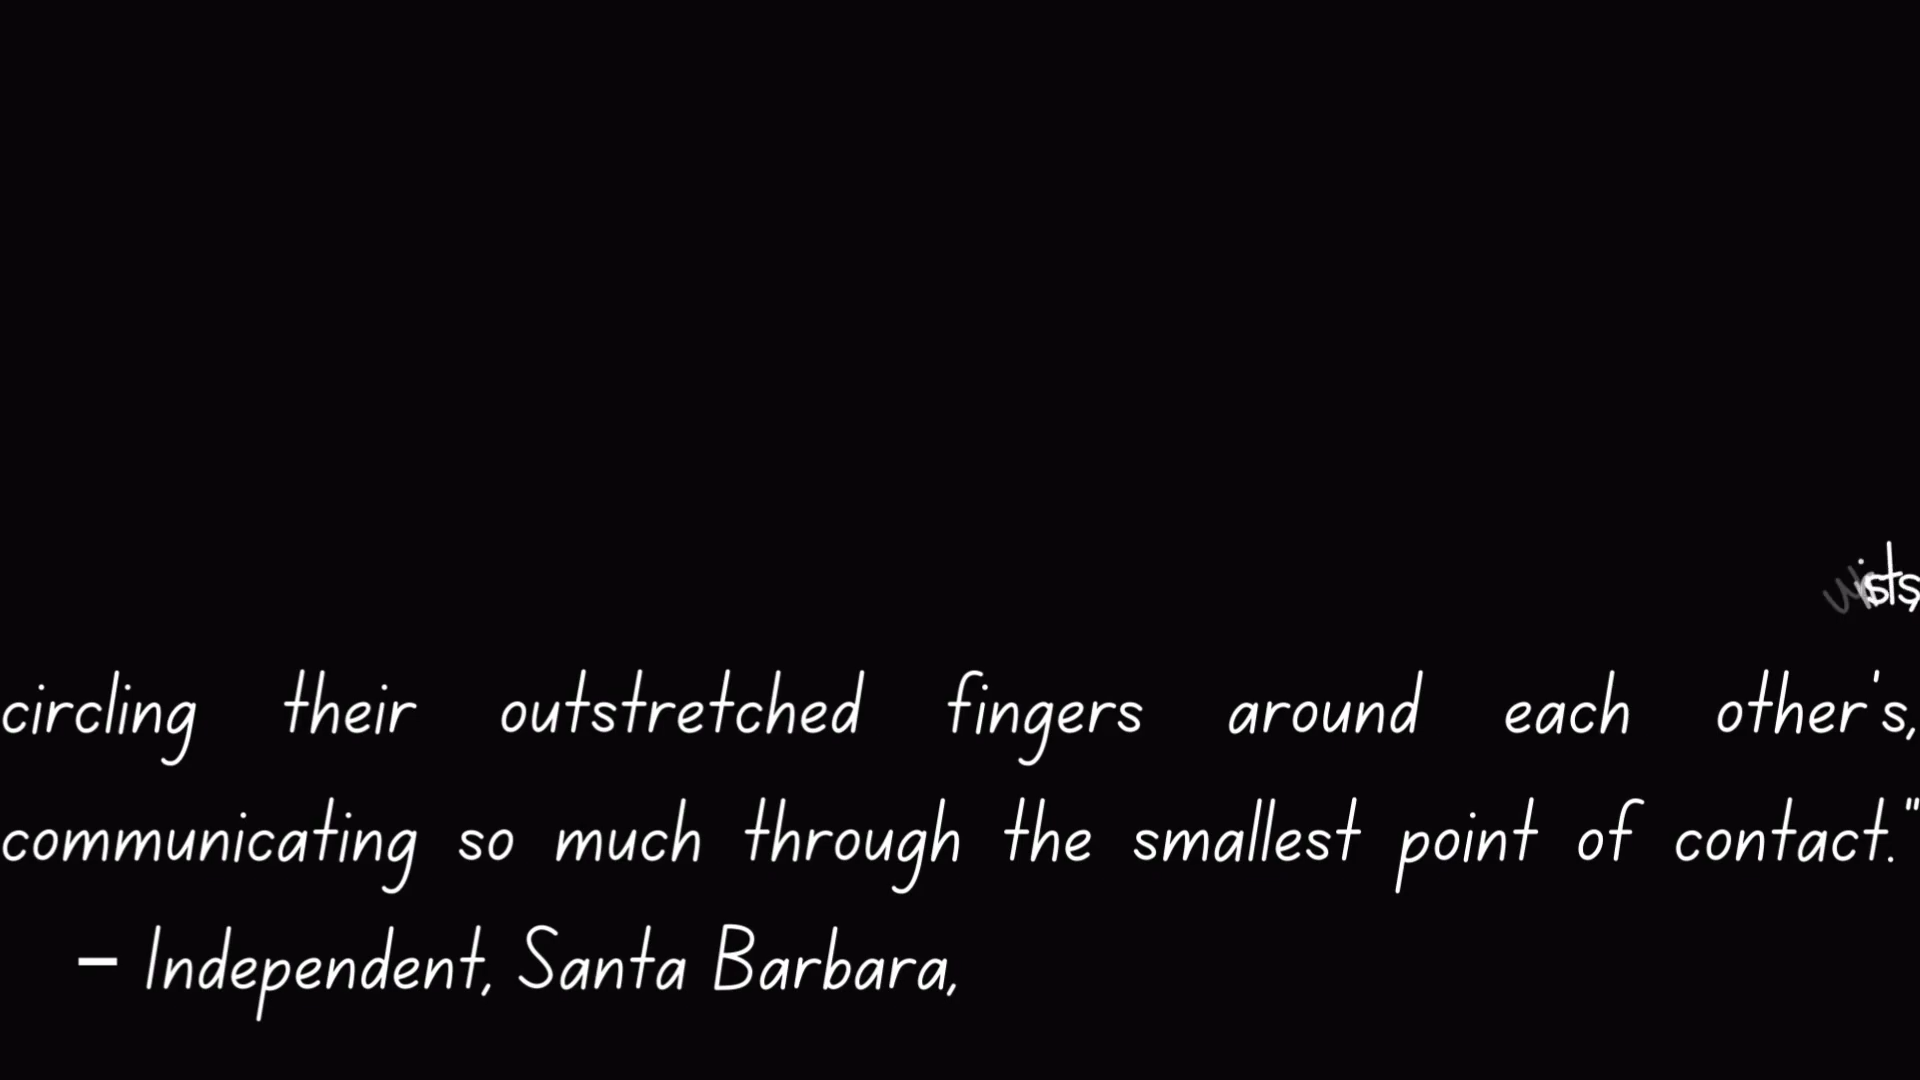 circling their outstretched fingers around each other's,
communicating so much through the smallest point of contact."
– Independent, Santa Barbara,